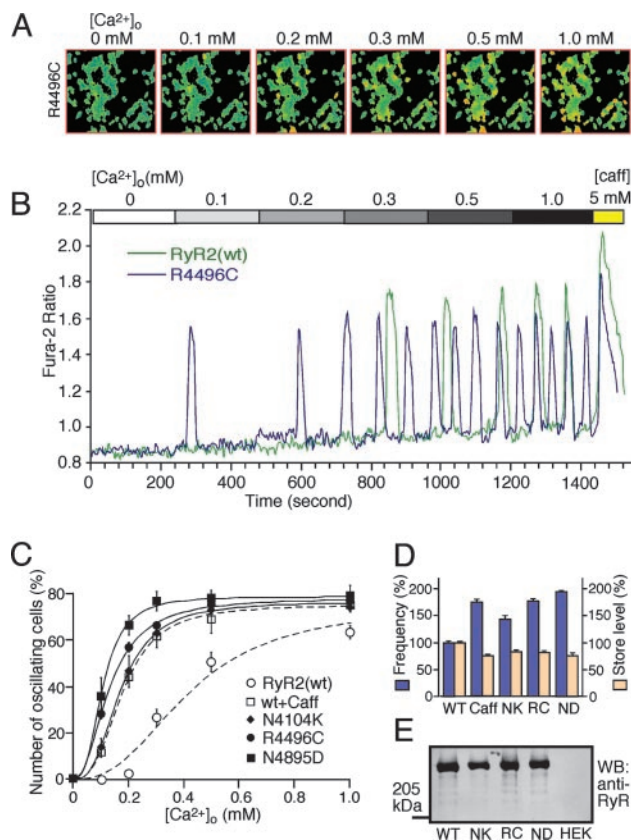 A
[Ca²⁺]ₒ
0 mM 0.1 mM 0.2 mM 0.3 mM 0.5 mM 1.0 mM
R4496C
B
[Ca²⁺]ₒ(mM) [caff]
0 0.1 0.2 0.3 0.5 1.0 5 mM
Fura-2 Ratio
2.2
2.0
1.8
1.6
1.4
1.2
1.0
0.8
RyR2(wt)
R4496C
0 200 400 600 800 1000 1200 1400
Time (second)
C
Number of oscillating cells (%)
80
60
40
20
0
RyR2(wt)
wt+Caff
N4104K
R4496C
N4895D
0 0.2 0.4 0.6 0.8 1.0
[Ca²⁺]ₒ (mM)
D
Frequency (%)
200
150
100
50
0
Store level (%)
200
150
100
50
0
WT Caff NK RC ND
E
205
kDa
WB:
anti-
RyR
WT NK RC ND HEK